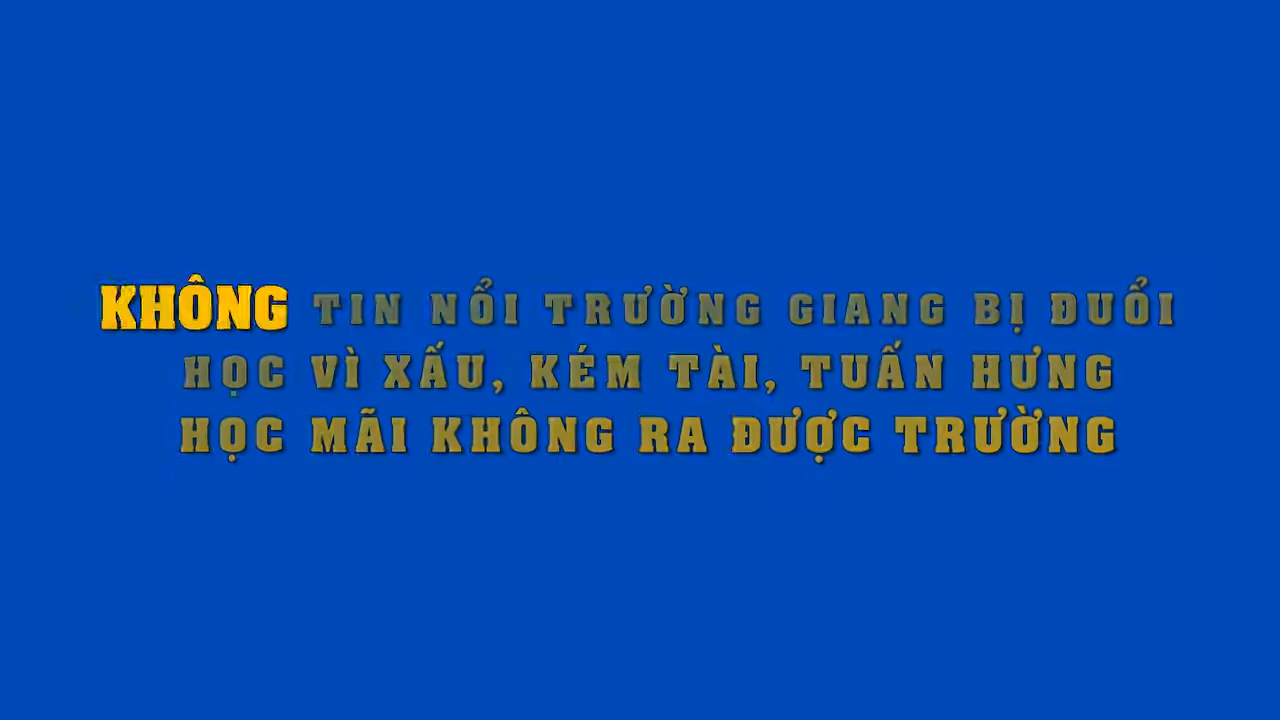 KHÔNG TIN NỔI TRƯỜNG GIANG BỊ ĐUỔI
HỌC VÌ XẤU, KÉM TÀI, TUẤN HƯNG
HỌC MÃI KHÔNG RA ĐƯỢC TRƯỜNG